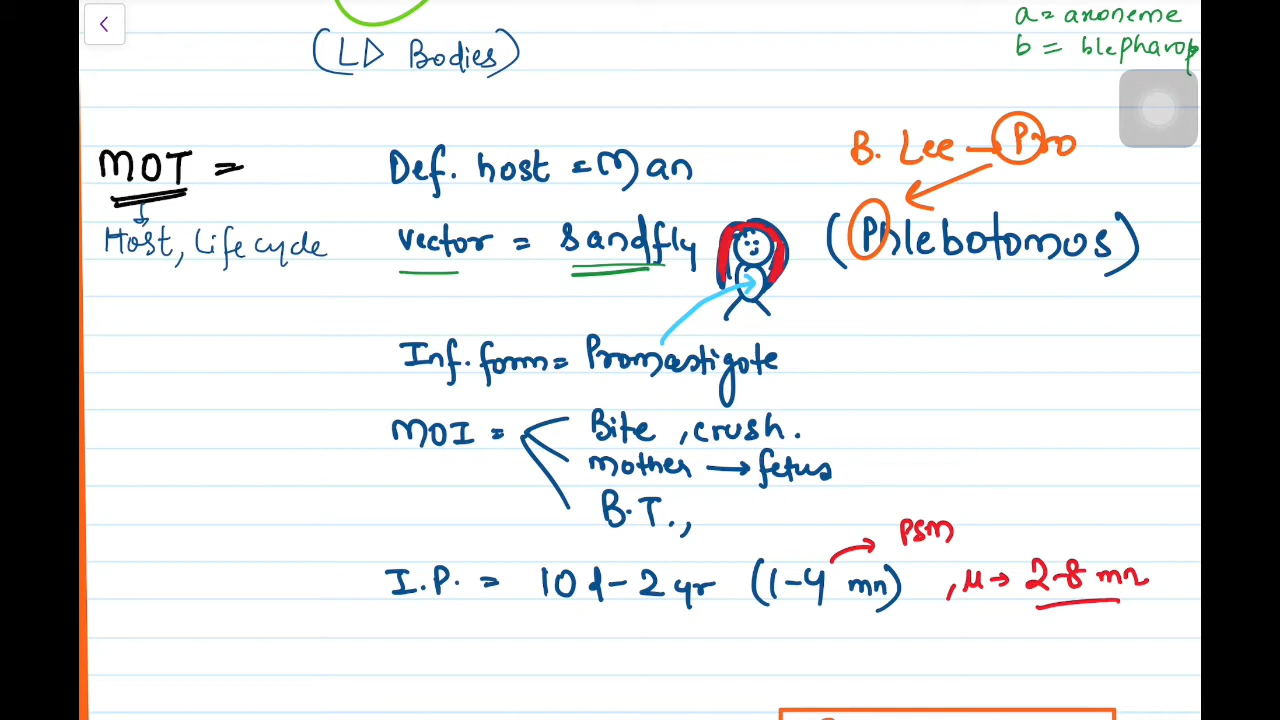 a = axoneme
b = blepharop
(LD Bodies)
B. Lee → Pro
MOT =
Def. host = Man
Host, Life cycle
vector = sandfly (Phlebotomos)
Inf. form = Promastigote
MOI = Bite, crush.
mother → fetus
B.T.,
PSM
I.P. = 10 d - 2 yr (1-4 mn) , μ → 2-8 mn